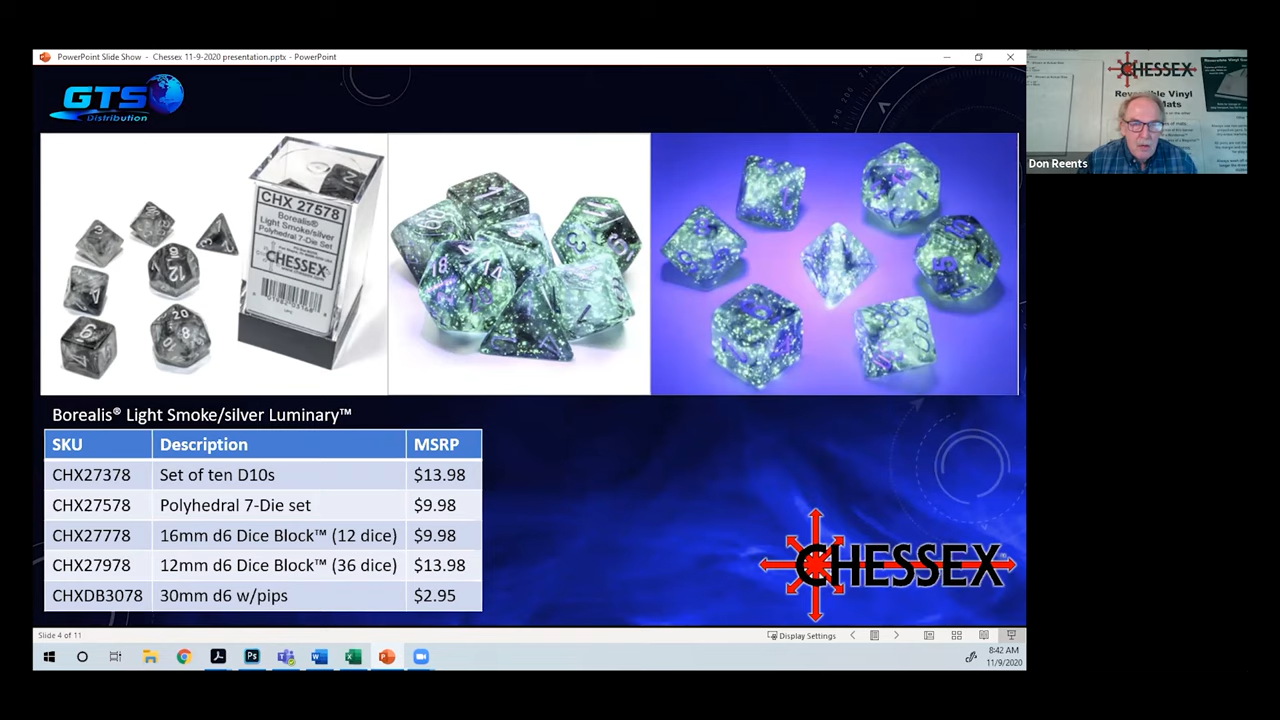 PowerPoint Slide Show - Chessex 11-9-2020 presentation.pptx - PowerPoint
GTS
Distribution
CHX 27578
Borealis®
Light Smoke/silver
Polyhedral 7-Die Set
CHESSEX
Borealis® Light Smoke/silver Luminary™
SKU Description MSRP
CHX27378 Set of ten D10s $13.98
CHX27578 Polyhedral 7-Die set $9.98
CHX27778 16mm d6 Dice Block™ (12 dice) $9.98
CHX27978 12mm d6 Dice Block™ (36 dice) $13.98
CHXDB3078 30mm d6 w/pips $2.95
CHESSEX
Slide 4 of 11
Display Settings
8:42 AM
11/9/2020
CHESSEX
Vinyl
Mats
Don Reents